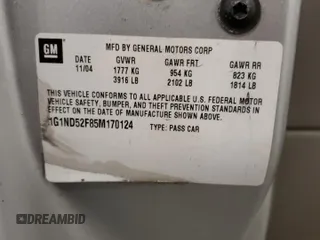 GM
MFD BY GENERAL MOTORS CORP
DATE GVWR GAWR FRT GAWR RR
11/04 1777 KG 954 KG 823 KG
3916 LB 2102 LB 1814 LB
THIS VEHICLE CONFORMS TO ALL APPLICABLE U.S. FEDERAL MOTOR
VEHICLE SAFETY, BUMPER, AND THEFT PREVENTION STANDARDS IN
EFFECT ON THE DATE OF MANUFACTURE SHOWN ABOVE.
1G1ND52F85M170124 TYPE: PASS CAR
DREAMBID